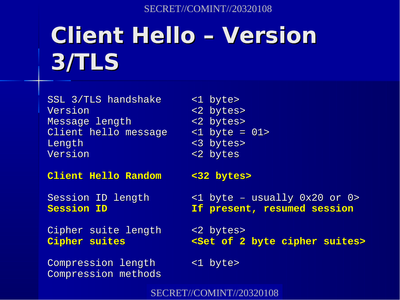 SECRET//COMINT//20320108
Client Hello – Version
3/TLS
SSL 3/TLS handshake <1 byte>
Version <2 bytes>
Message length <2 bytes>
Client hello message <1 byte = 01>
Length <3 bytes>
Version <2 bytes
Client Hello Random <32 bytes>
Session ID length <1 byte – usually 0x20 or 0>
Session ID If present, resumed session
Cipher suite length <2 bytes>
Cipher suites <Set of 2 byte cipher suites>
Compression length <1 byte>
Compression methods
SECRET//COMINT//20320108